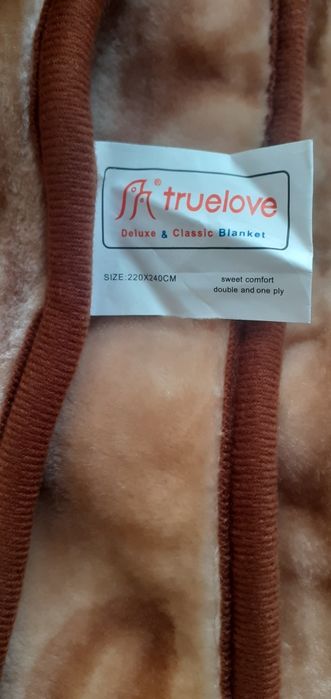 ® truelove
Deluxe & Classic Blanket
SIZE:220X240CM
sweet comfort
double and one ply